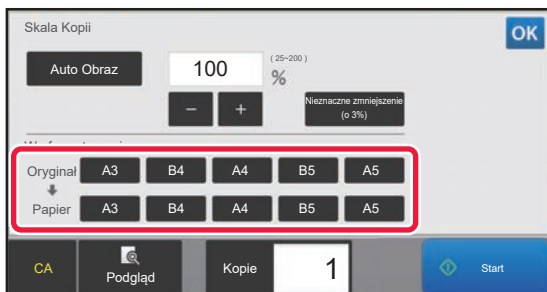 Skala Kopii
OK
Auto Obraz
100
(25~200)
%
− +
Nieznaczne zmniejszenie
(o 3%)
Oryginał A3 B4 A4 B5 A5
Papier A3 B4 A4 B5 A5
CA
Podgląd
Kopie
1
Start